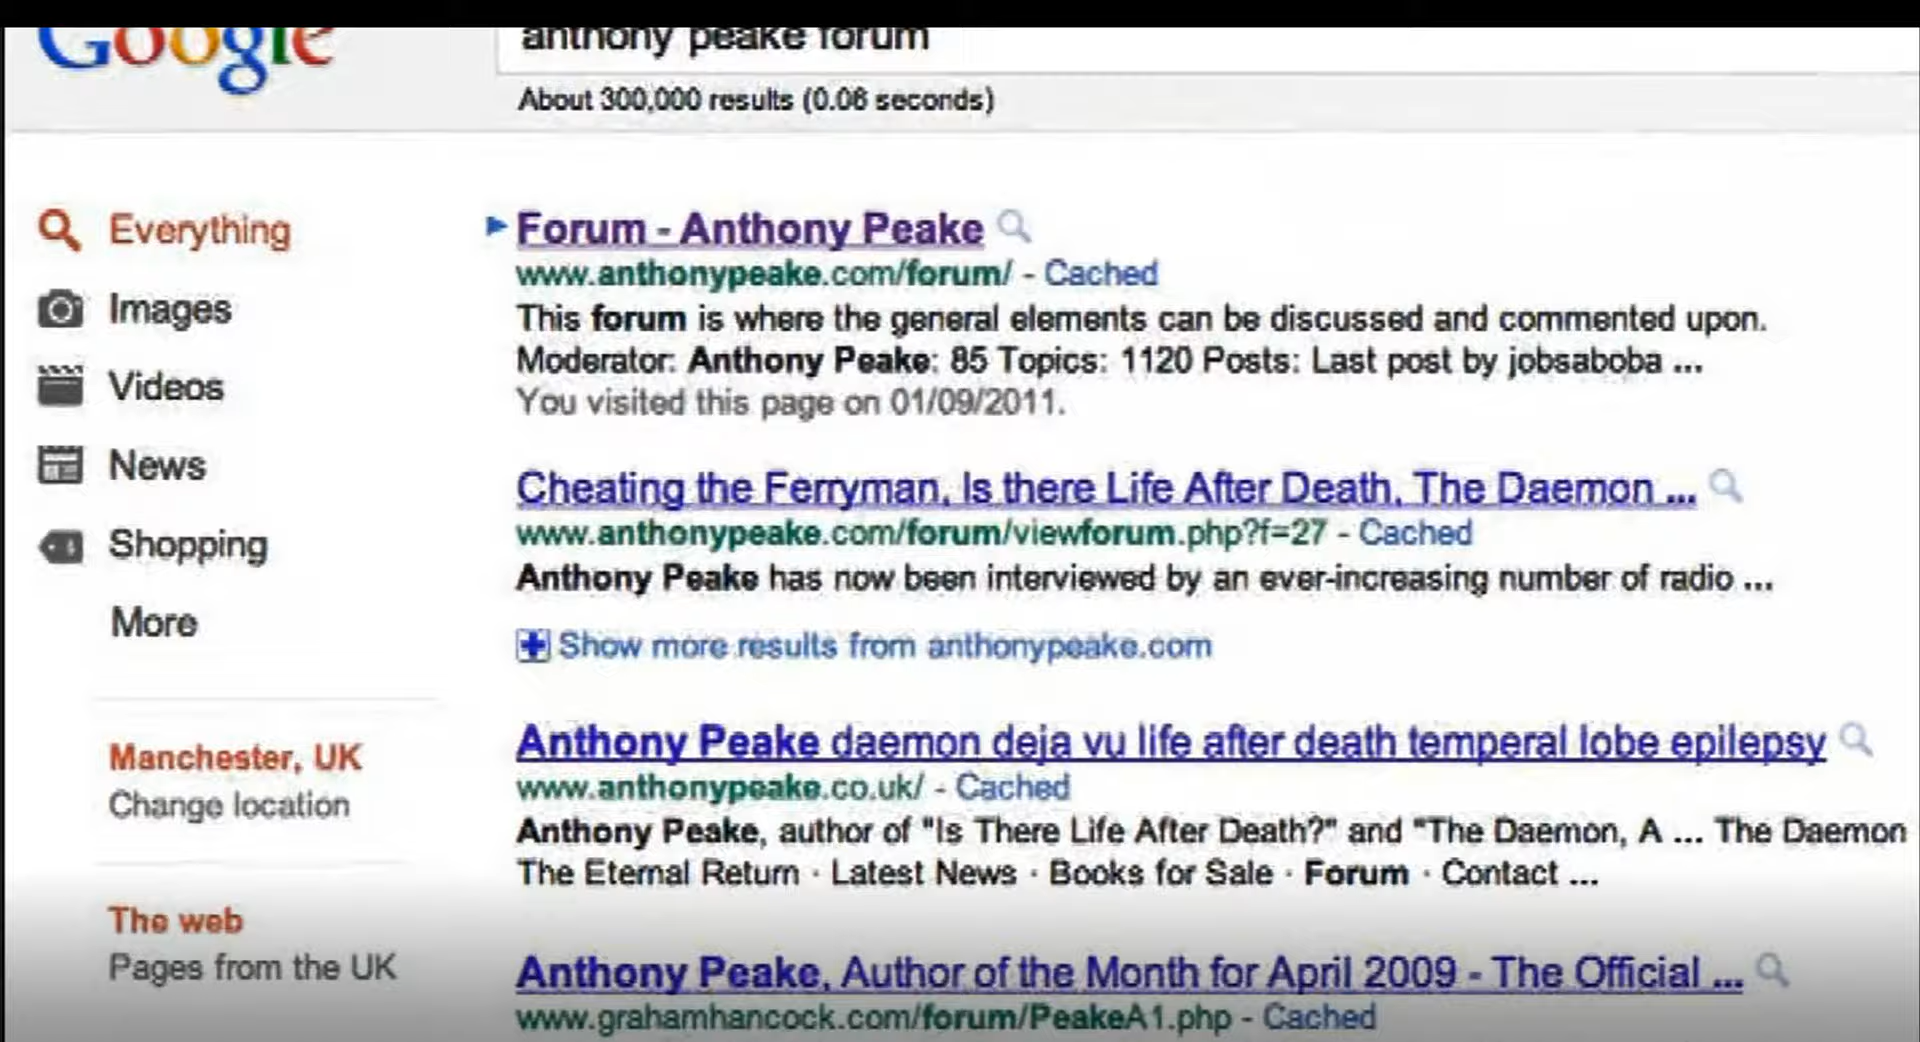 Google
anthony peake forum
About 300,000 results (0.06 seconds)
Everything
Images
Videos
News
Shopping
More
Manchester, UK
Change location
The web
Pages from the UK
Forum - Anthony Peake
www.anthonypeake.com/forum/ - Cached
This forum is where the general elements can be discussed and commented upon.
Moderator: Anthony Peake: 85 Topics: 1120 Posts: Last post by jobsaboba ...
You visited this page on 01/09/2011.
Cheating the Ferryman, Is there Life After Death, The Daemon ...
www.anthonypeake.com/forum/viewforum.php?f=27 - Cached
Anthony Peake has now been interviewed by an ever-increasing number of radio ...
Show more results from anthonypeake.com
Anthony Peake daemon deja vu life after death temperal lobe epilepsy
www.anthonypeake.co.uk/ - Cached
Anthony Peake, author of "Is There Life After Death?" and "The Daemon, A ... The Daemon
The Eternal Return · Latest News · Books for Sale · Forum · Contact ...
Anthony Peake, Author of the Month for April 2009 - The Official ...
www.grahamhancock.com/forum/PeakeA1.php - Cached